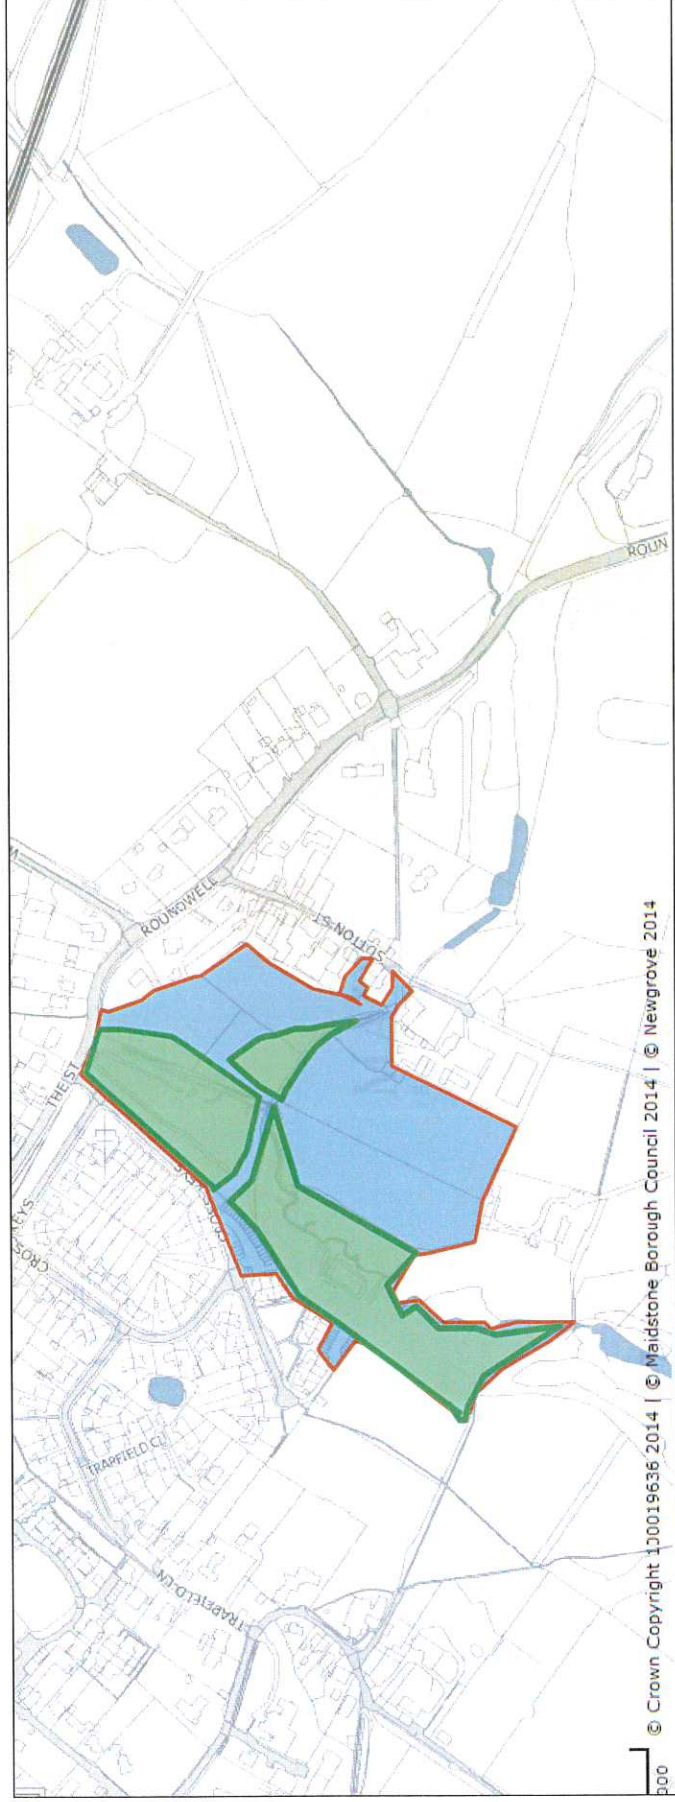 THE ST
ROUNDWELL
SUTTON ST
TRAPFIELD CL
TRAPFIELD LN
ROUN
000
© Crown Copyright 100019636 2014 | © Maidstone Borough Council 2014 | © Newgrove 2014